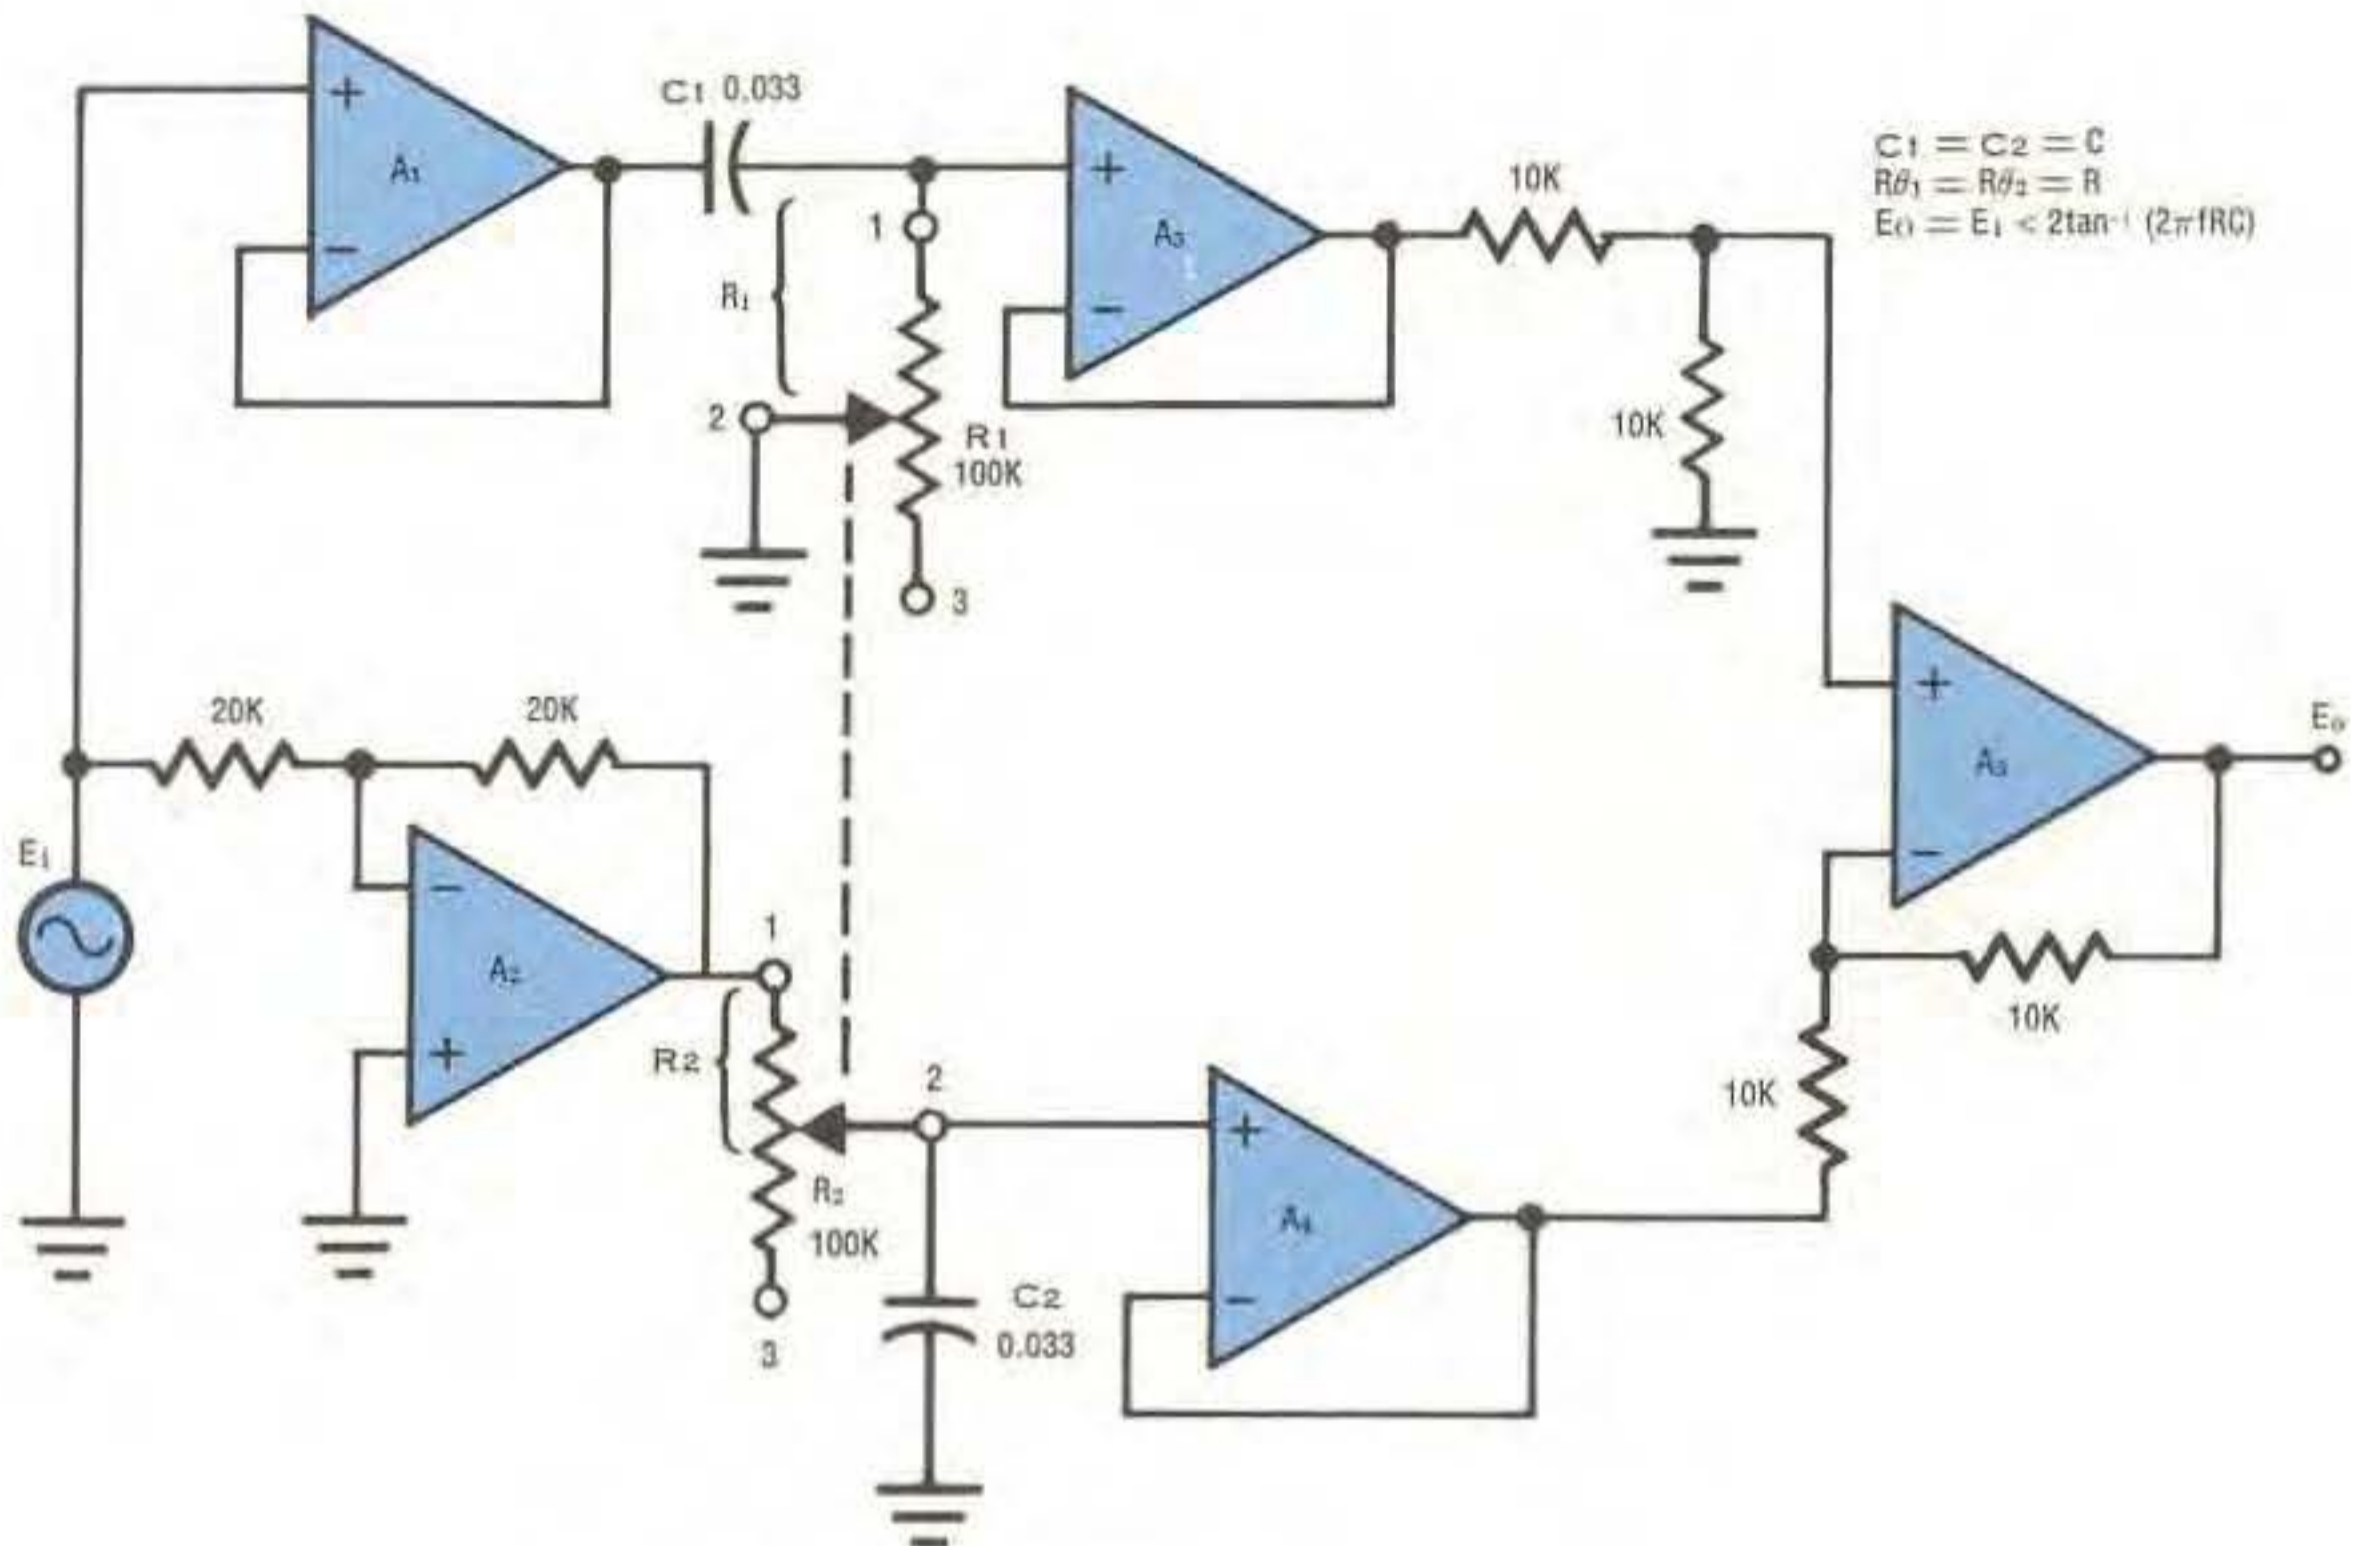 +
A1
−
C1 0.033
1
R1
2
R1
100K
3
+
A3
−
10K
10K
C1 = C2 = C
Rθ1 = Rθ2 = R
Eo = E1 < 2tan⁻¹ (2πfRC)
20K
20K
Ei
−
A2
+
1
R2
2
R2
100K
3
C2
0.033
+
A4
−
+
−
Eo
10K
10K